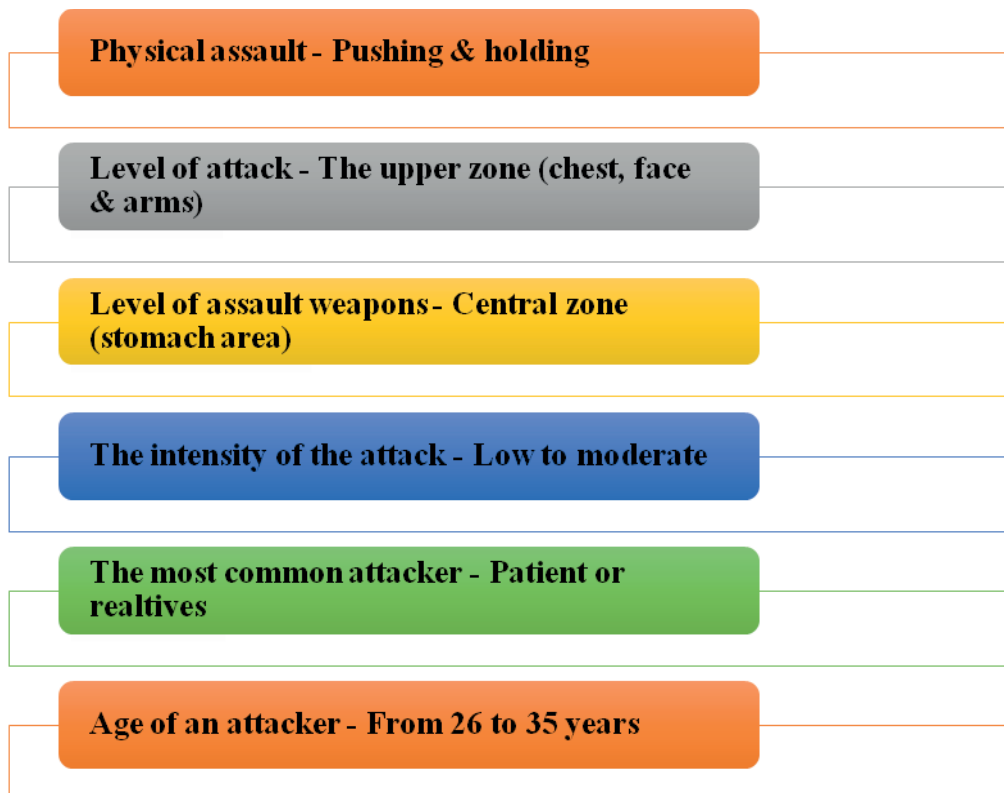 Physical assault - Pushing & holding
Level of attack - The upper zone (chest, face
& arms)
Level of assault weapons - Central zone
(stomach area)
The intensity of the attack - Low to moderate
The most common attacker - Patient or
realtives
Age of an attacker - From 26 to 35 years